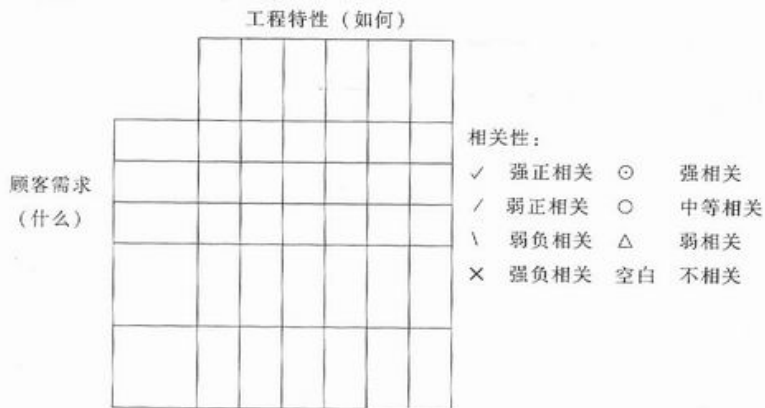 工程特性（如何）
顾客需求
（什么）
相关性：
✓ 强正相关 ⊙ 强相关
/ 弱正相关 ○ 中等相关
\ 弱负相关 △ 弱相关
× 强负相关 空白 不相关